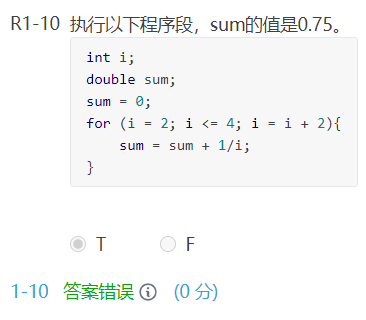 R1-10 执行以下程序段，sum的值是0.75。
int i;
double sum;
sum = 0;
for (i = 2; i <= 4; i = i + 2){
    sum = sum + 1/i;
}
T F
1-10 答案错误 (0 分)